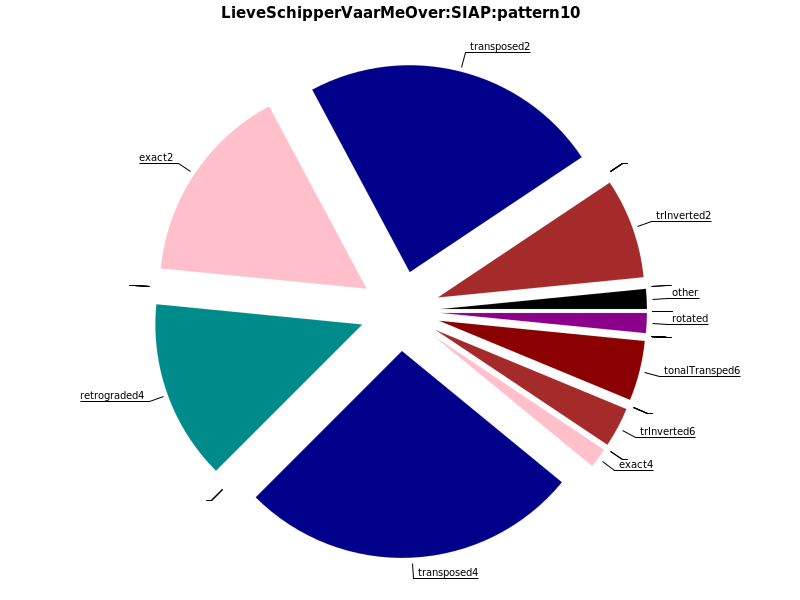 LieveSchipperVaarMeOver:SIAP:pattern10
transposed2
exact2
trInverted2
other
rotated
tonalTransped6
retrograded4
trInverted6
exact4
transposed4